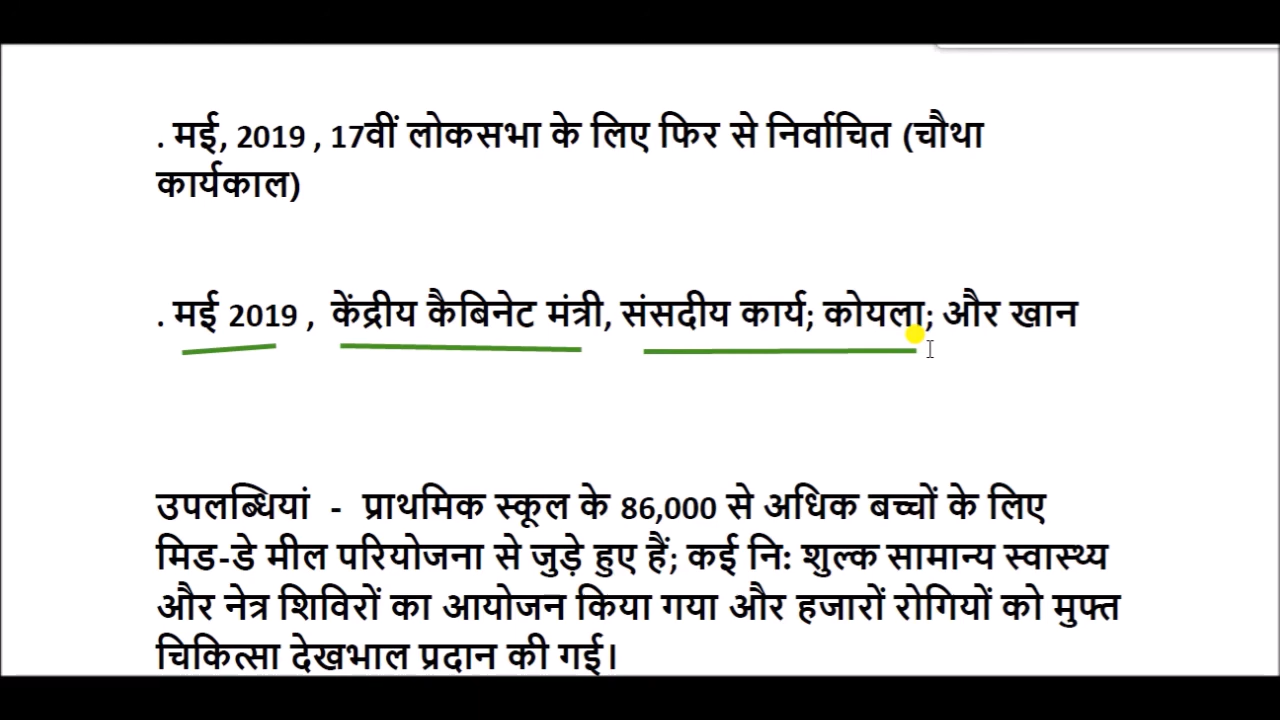 . मई, 2019 , 17वीं लोकसभा के लिए फिर से निर्वाचित (चौथा
कार्यकाल)
. मई 2019 , केंद्रीय कैबिनेट मंत्री, संसदीय कार्य; कोयला; और खान
उपलब्धियां - प्राथमिक स्कूल के 86,000 से अधिक बच्चों के लिए
मिड-डे मील परियोजना से जुड़े हुए हैं; कई नि: शुल्क सामान्य स्वास्थ्य
और नेत्र शिविरों का आयोजन किया गया और हजारों रोगियों को मुफ्त
चिकित्सा देखभाल प्रदान की गई।